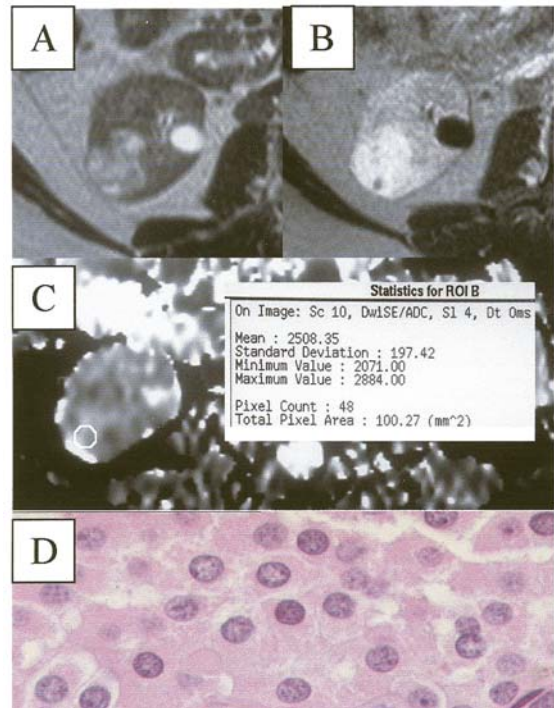 A
B
C
Statistics for ROI B
On Image: Sc 10, DwiSE/ADC, Sl 4, Dt Oms
Mean : 2508.35
Standard Deviation : 197.42
Minimum Value : 2071.00
Maximum Value : 2884.00
Pixel Count : 48
Total Pixel Area : 100.27 (mm^2)
D